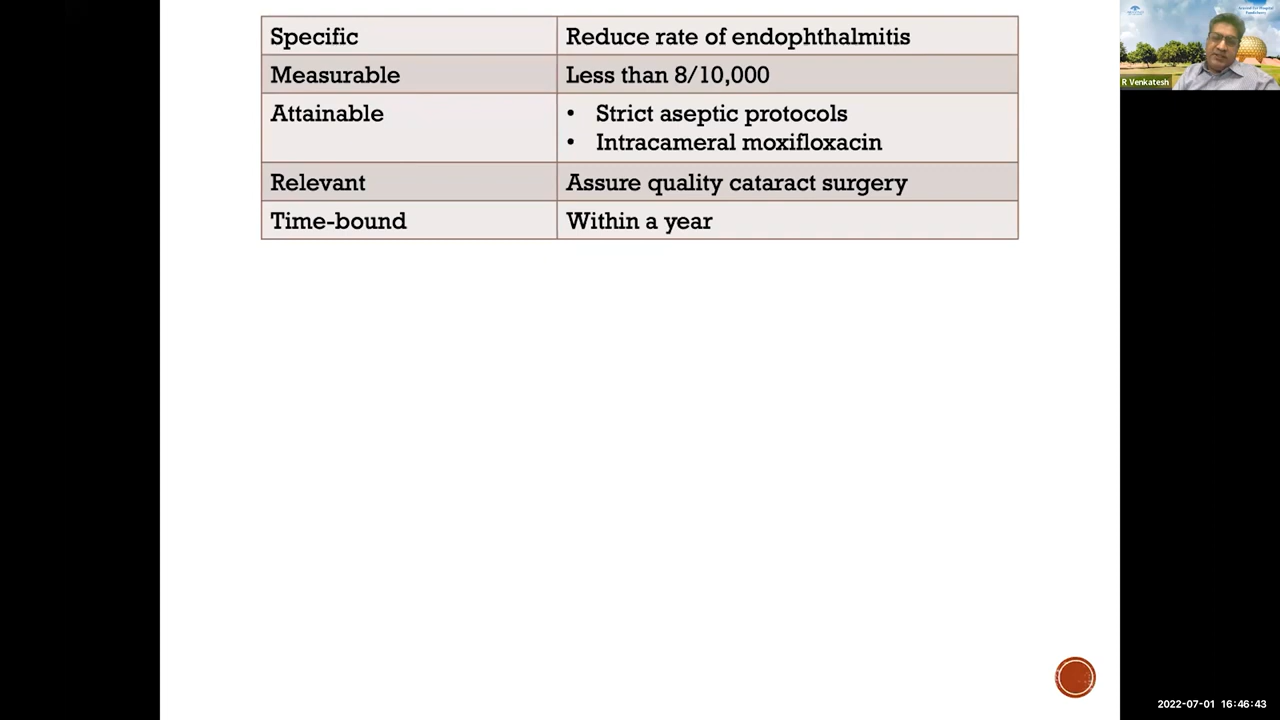 Specific Reduce rate of endophthalmitis
Measurable Less than 8/10,000
Attainable • Strict aseptic protocols
• Intracameral moxifloxacin
Relevant Assure quality cataract surgery
Time-bound Within a year
R Venkatesh
2022-07-01 16:46:43